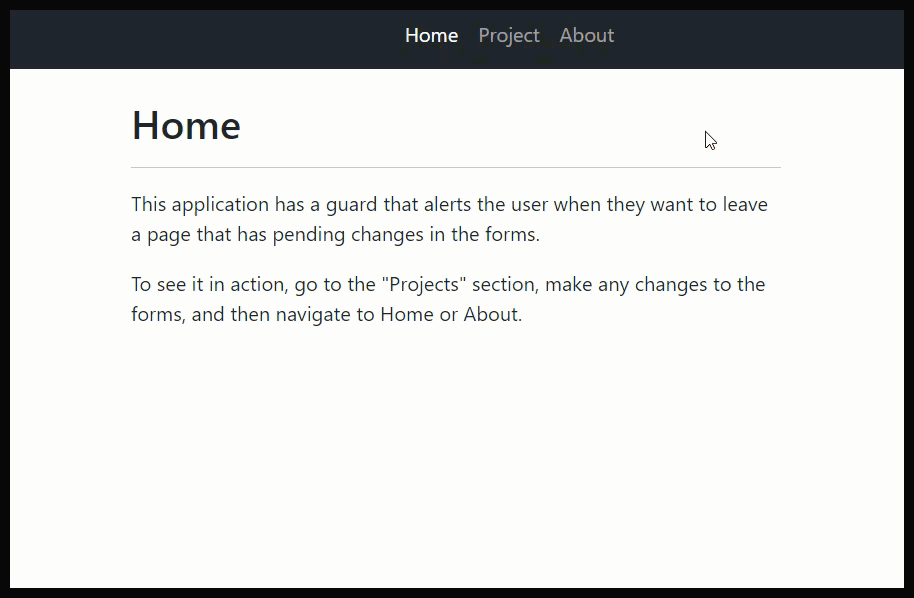 Home Project About
Home
This application has a guard that alerts the user when they want to leave
a page that has pending changes in the forms.
To see it in action, go to the "Projects" section, make any changes to the
forms, and then navigate to Home or About.